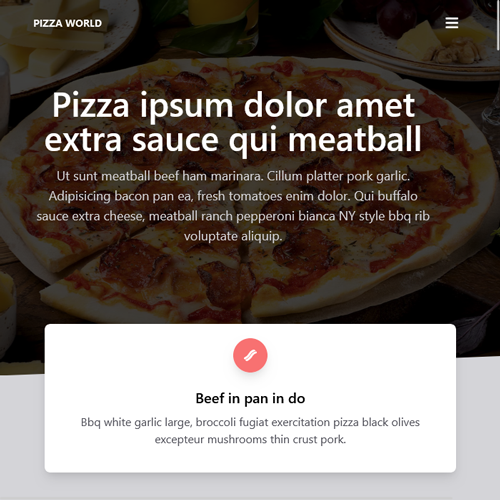 PIZZA WORLD
Pizza ipsum dolor amet
extra sauce qui meatball
Ut sunt meatball beef ham marinara. Cillum platter pork garlic.
Adipisicing bacon pan ea, fresh tomatoes enim dolor. Qui buffalo
sauce extra cheese, meatball ranch pepperoni bianca NY style bbq rib
voluptate aliquip.
Beef in pan in do
Bbq white garlic large, broccoli fugiat exercitation pizza black olives
excepteur mushrooms thin crust pork.